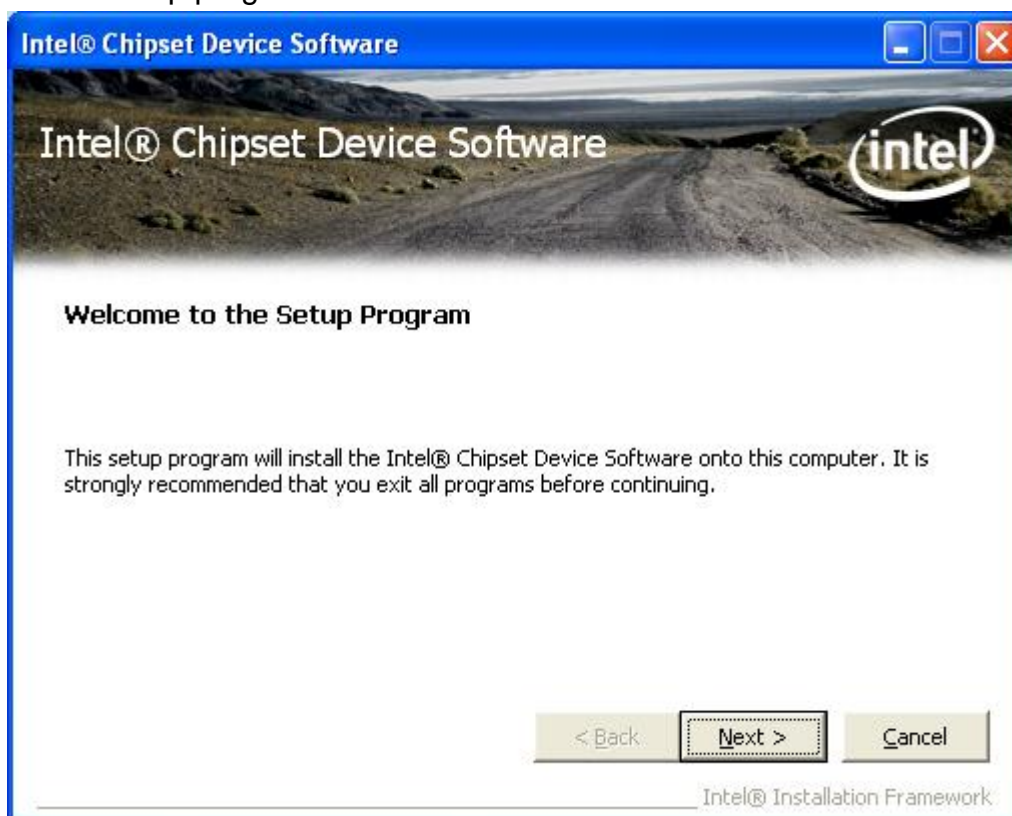 Intel® Chipset Device Software
Intel® Chipset Device Software
intel
Welcome to the Setup Program
This setup program will install the Intel® Chipset Device Software onto this computer. It is
strongly recommended that you exit all programs before continuing.
< Back Next > Cancel
Intel® Installation Framework